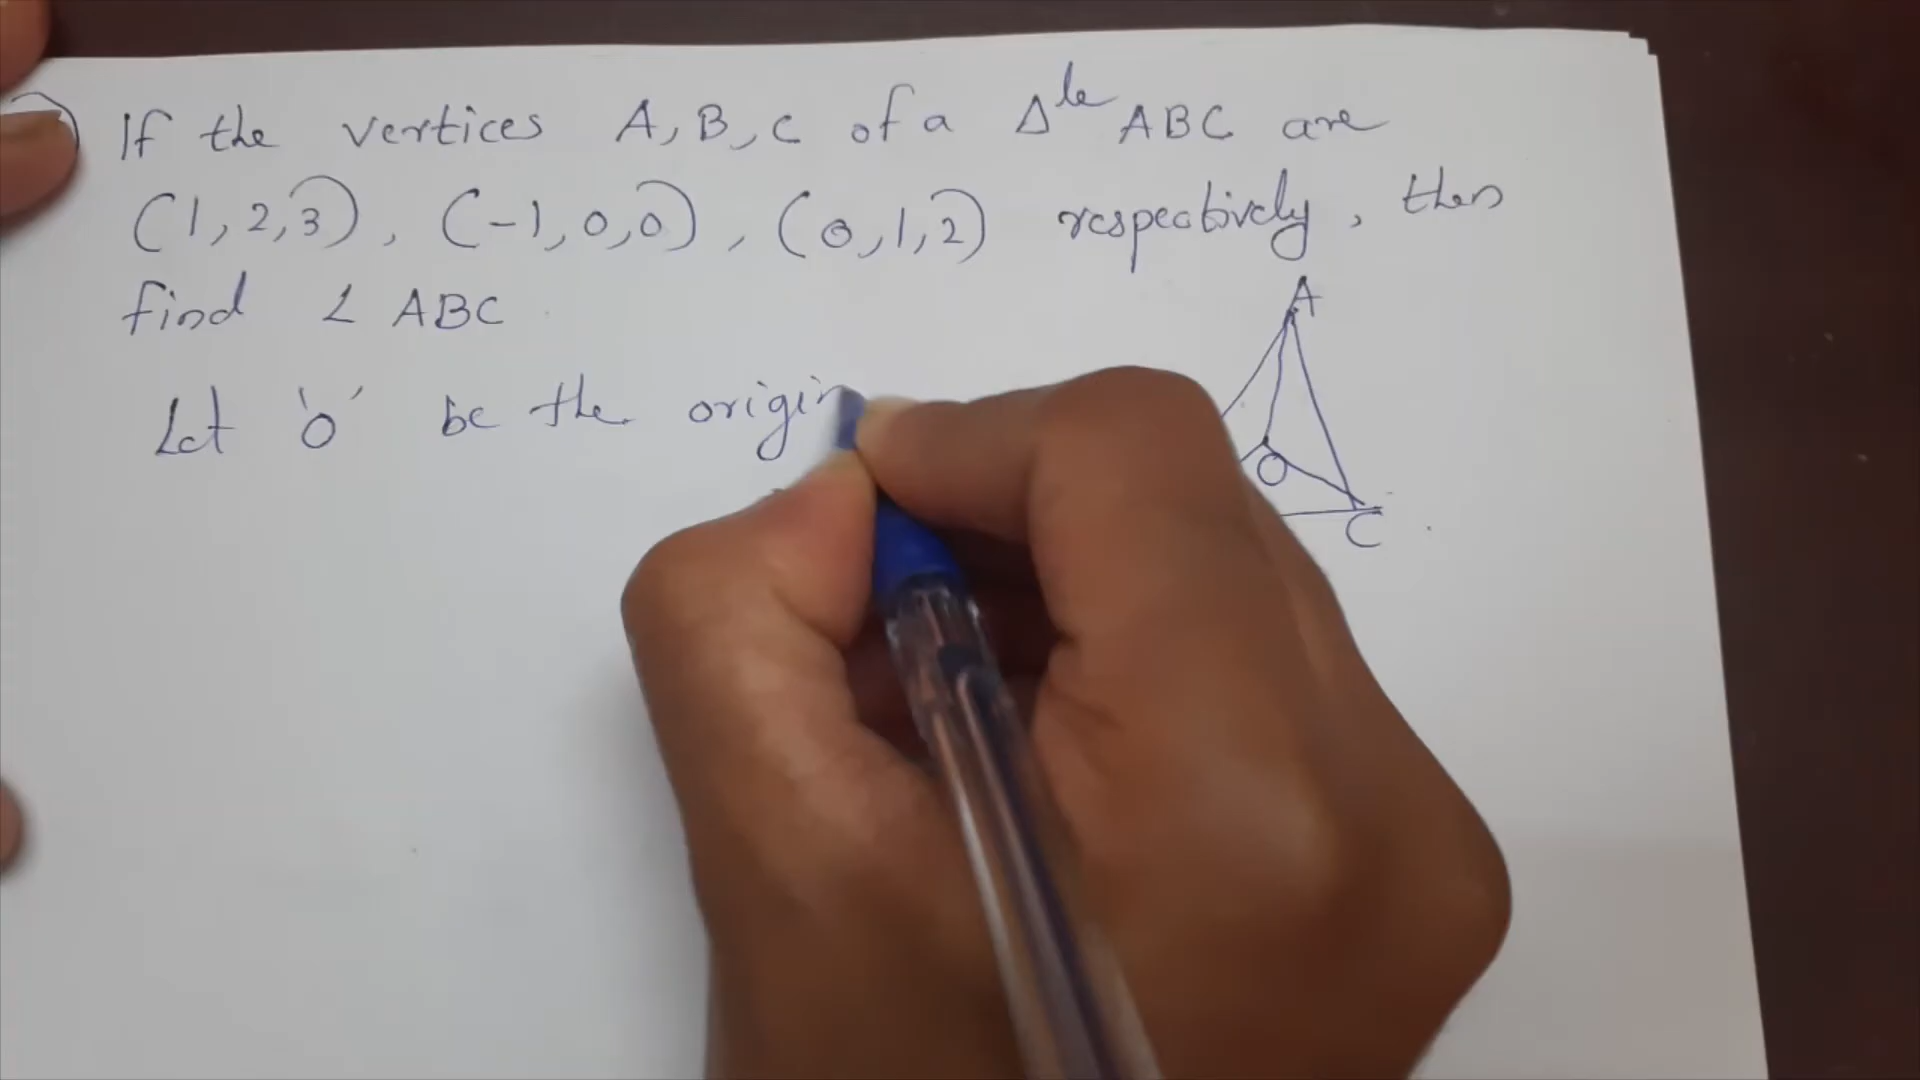 If the vertices A, B, C of a Δle ABC are
(1, 2, 3), (-1, 0, 0), (0, 1, 2) respectively, then
find ∠ ABC
A
Let 'O' be the origin
O
C